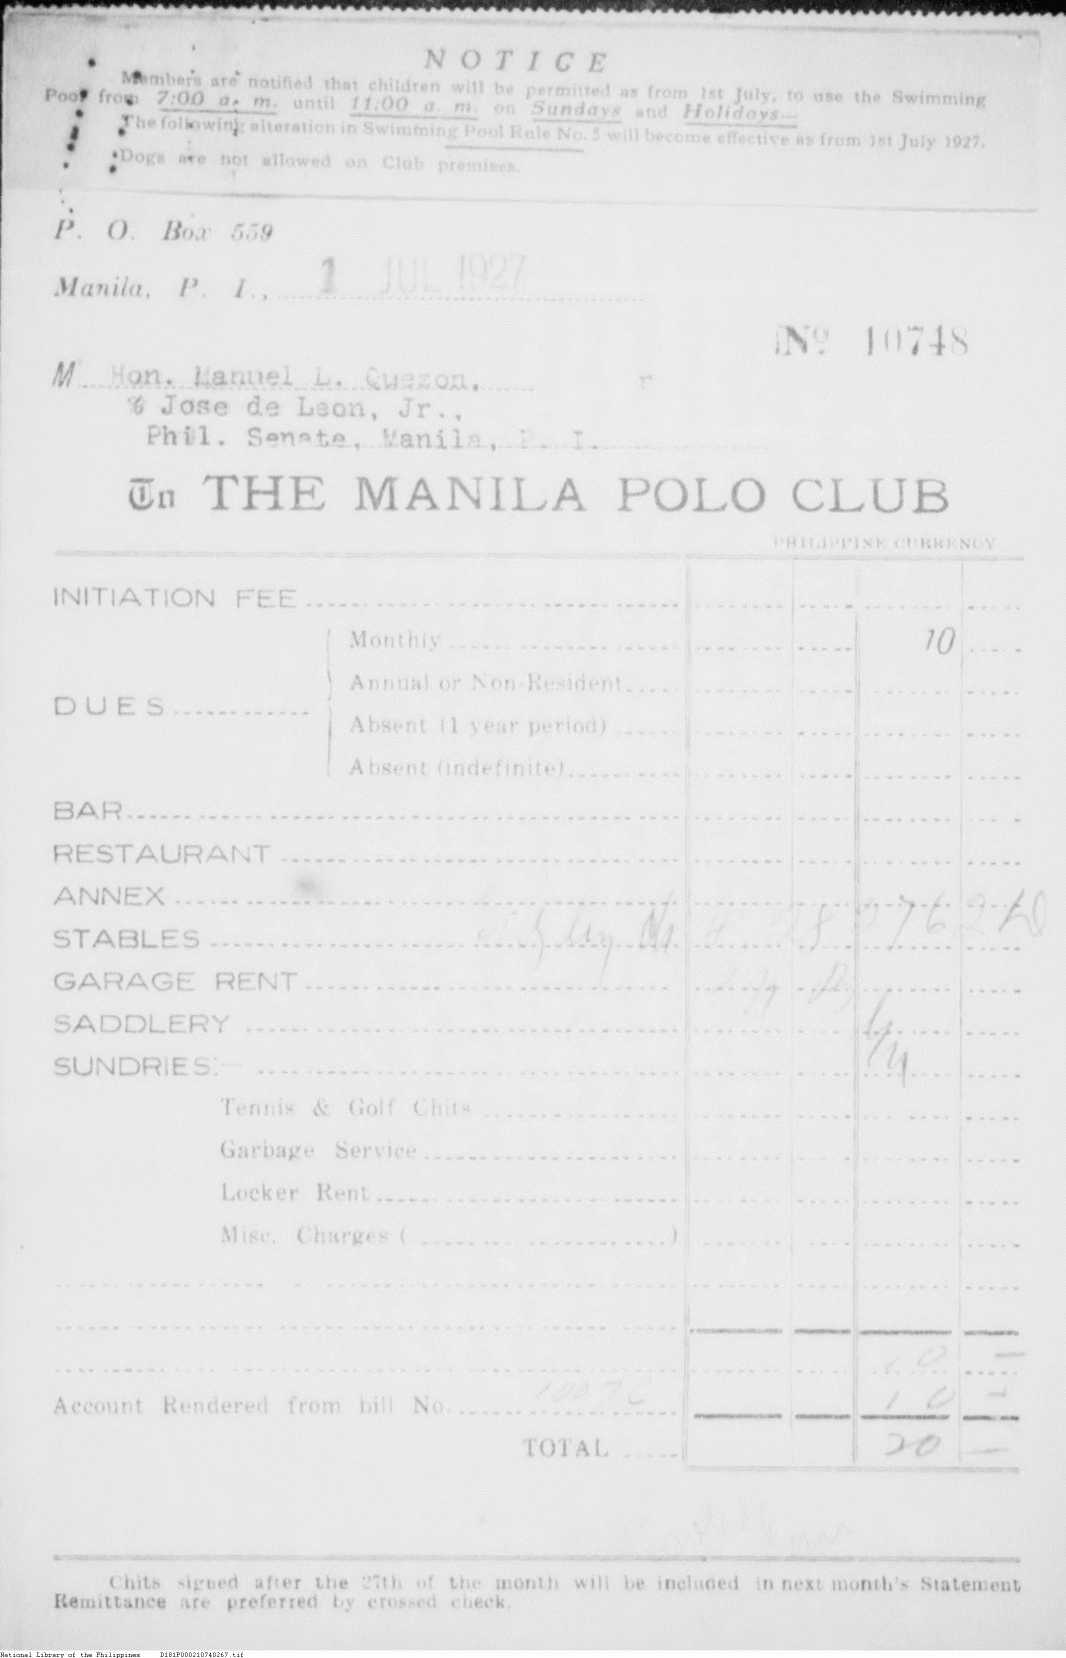 NOTICE
Members are notified that children will be permitted as from 1st July, to use the Swimming
Pool from 7:00 a. m. until 11:00 a. m. on Sundays and Holidays—
The following alteration in Swimming Pool Rule No. 5 will become effective as from 1st July 1927.
Dogs are not allowed on Club premises.
P. O. Box 559
Manila, P. I., 1 JUL 1927
No 10748
M Hon. Manuel L. Quezon, r
% Jose de Leon, Jr.,
Phil. Senate, Manila, P. I.
To THE MANILA POLO CLUB
PHILIPPINE CURRENCY
INITIATION FEE
Monthly 10
Annual or Non-Resident
DUES
Absent (1 year period)
Absent (indefinite)
BAR
RESTAURANT
ANNEX
STABLES
GARAGE RENT
SADDLERY
SUNDRIES:—
Tennis & Golf Chits
Garbage Service
Locker Rent
Misc. Charges ( )
10 —
Account Rendered from bill No. 10 —
TOTAL 20 —
Chits signed after the 27th of the month will be included in next month's Statement
Remittance are preferred by crossed check.
National Library of the Philippines D181P000210740267.tif